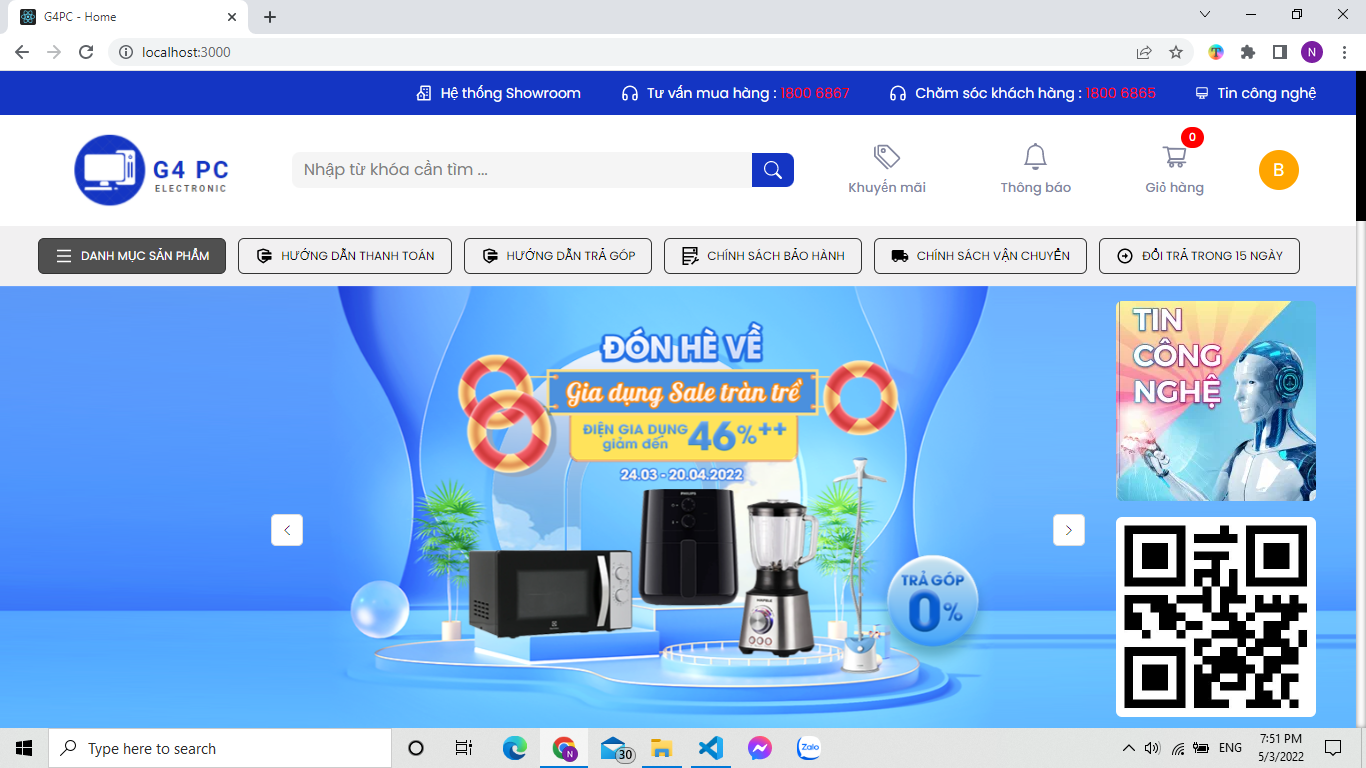 G4PC - Home
localhost:3000
N
Hệ thống Showroom
Tư vấn mua hàng : 1800 6867
Chăm sóc khách hàng : 1800 6865
Tin công nghệ
G4 PC
ELECTRONIC
Nhập từ khóa cần tìm ...
Khuyến mãi
Thông báo
0
Giỏ hàng
B
DANH MỤC SẢN PHẨM
HƯỚNG DẪN THANH TOÁN
HƯỚNG DẪN TRẢ GÓP
CHÍNH SÁCH BẢO HÀNH
CHÍNH SÁCH VẬN CHUYỂN
ĐỔI TRẢ TRONG 15 NGÀY
ĐÓN HÈ VỀ
Gia dụng Sale tràn trề
ĐIỆN GIA DỤNG
giảm đến
46%++
24.03 - 20.04.2022
PHILIPS
TRẢ GÓP
0%
TIN
CÔNG
NGHỆ
Type here to search
N
30
Zalo
ENG
7:51 PM
5/3/2022